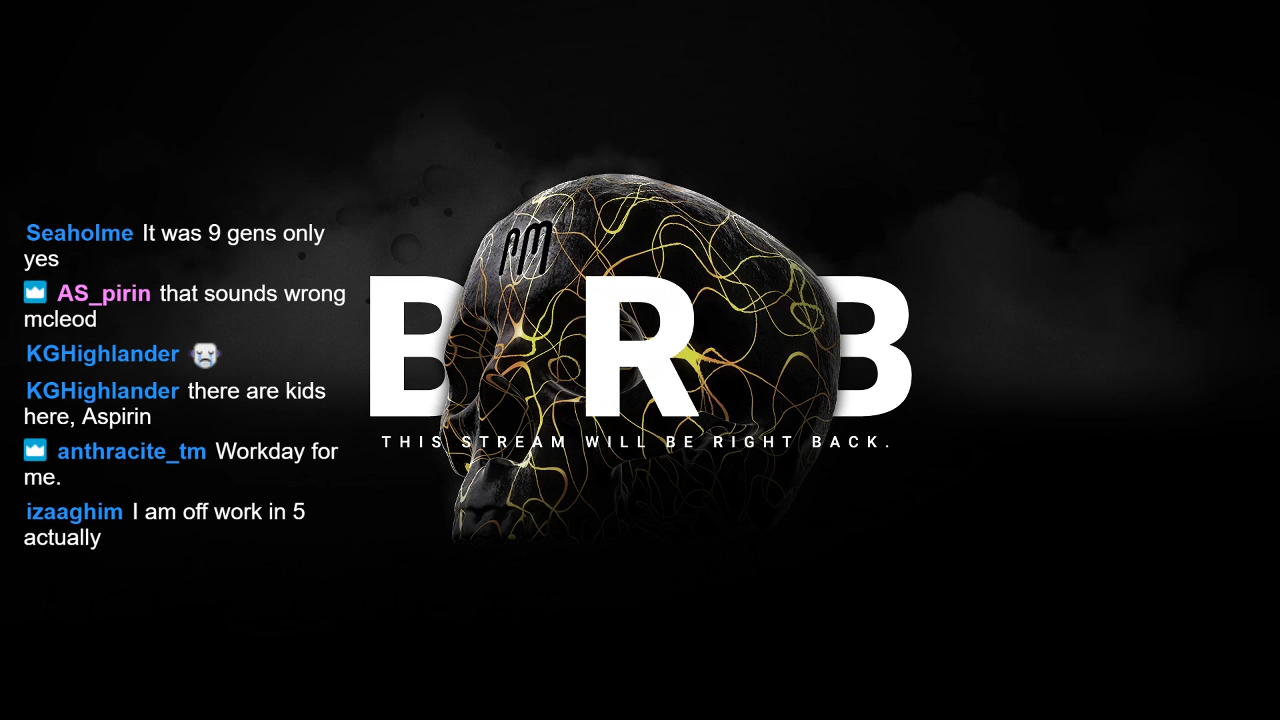 Seaholme It was 9 gens only
yes
AS_pirin that sounds wrong
mcleod
KGHighlander
KGHighlander there are kids
here, Aspirin
anthracite_tm Workday for
me.
izaaghim I am off work in 5
actually
AM
B R B
THIS STREAM WILL BE RIGHT BACK.